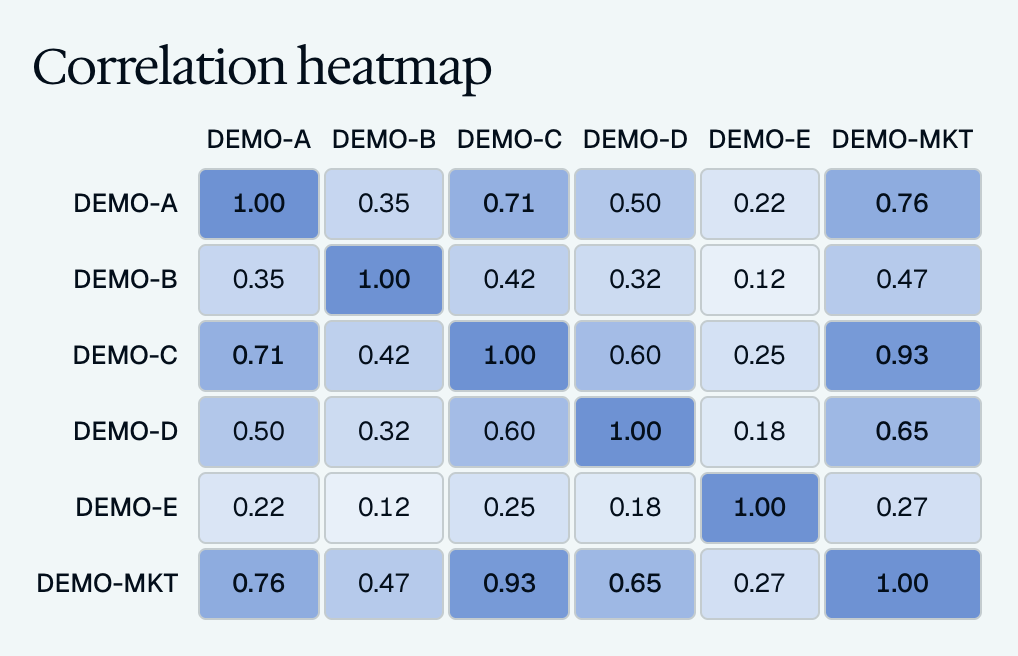 Correlation heatmap
DEMO-A DEMO-B DEMO-C DEMO-D DEMO-E DEMO-MKT
DEMO-A 1.00 0.35 0.71 0.50 0.22 0.76
DEMO-B 0.35 1.00 0.42 0.32 0.12 0.47
DEMO-C 0.71 0.42 1.00 0.60 0.25 0.93
DEMO-D 0.50 0.32 0.60 1.00 0.18 0.65
DEMO-E 0.22 0.12 0.25 0.18 1.00 0.27
DEMO-MKT 0.76 0.47 0.93 0.65 0.27 1.00